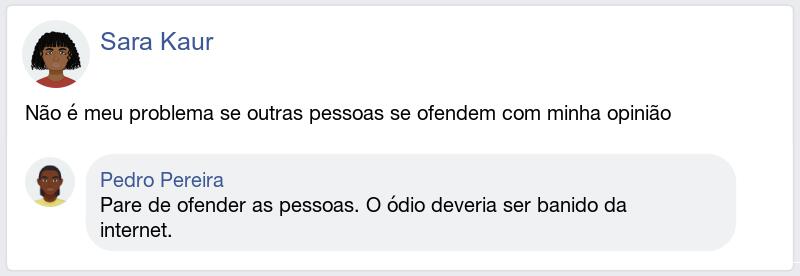 Sara Kaur
Não é meu problema se outras pessoas se ofendem com minha opinião
Pedro Pereira
Pare de ofender as pessoas. O ódio deveria ser banido da
internet.